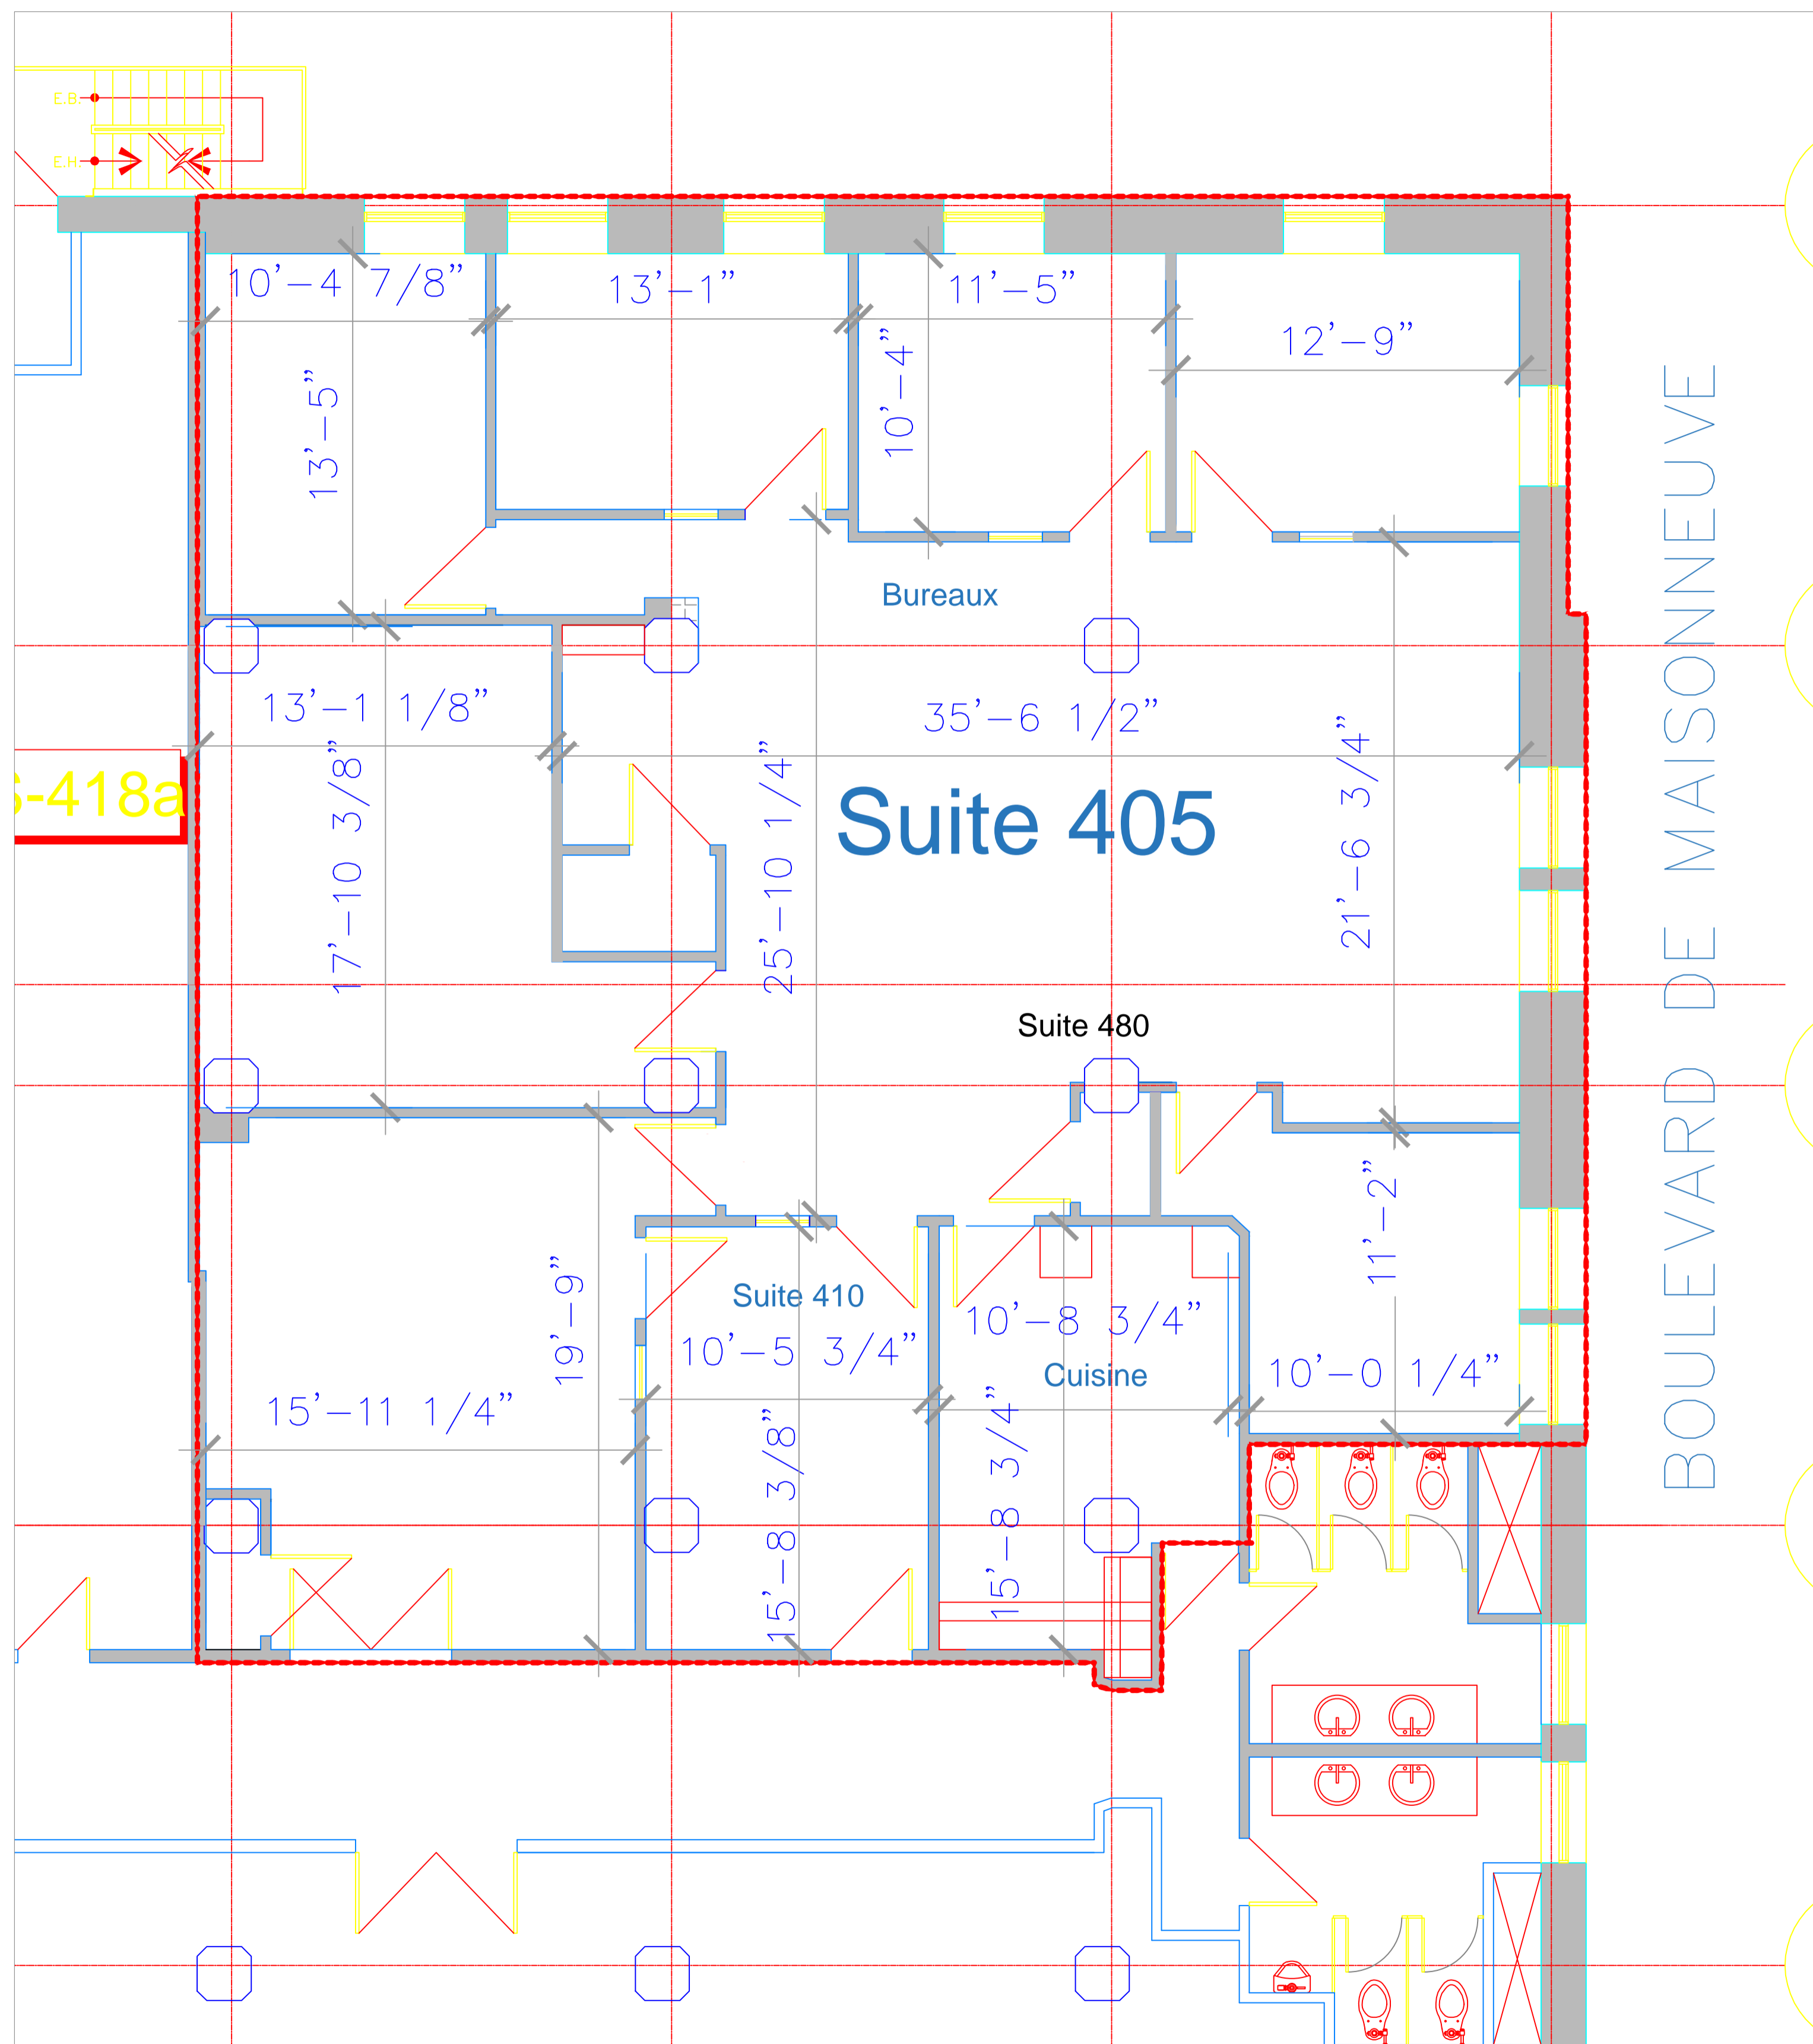 E.B.
E.H.
10'-4 7/8"
13'-1"
11'-5"
12'-9"
13'-5"
10'-4"
Bureaux
13'-1 1/8"
35'-6 1/2"
17'-10 3/8"
25'-10 1/4"
21'-6 3/4"
-418a
Suite 405
BOULEVARD DE MAISONNEUVE
Suite 480
11'-2"
19'-9"
Suite 410
10'-5 3/4"
10'-8 3/4"
Cuisine
10'-0 1/4"
15'-11 1/4"
15'-8 3/8"
15'-8 3/4"